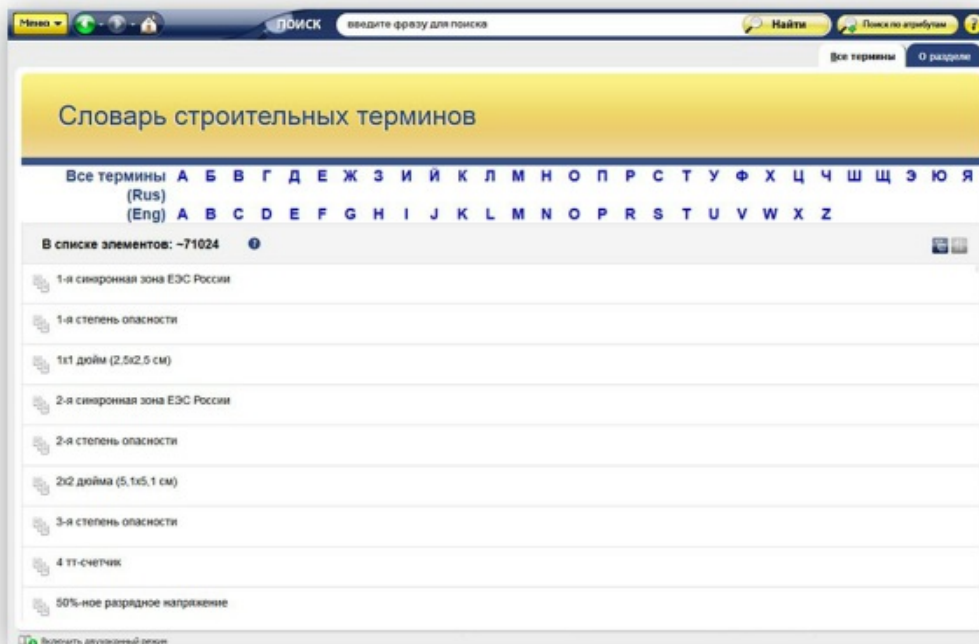 Меню
ПОИСК введите фразу для поиска Найти Поиск по атрибутам ?
Все термины О разделе
Словарь строительных терминов
Все термины А Б В Г Д Е Ж З И Й К Л М Н О П Р С Т У Ф Х Ц Ч Ш Щ Э Ю Я
(Rus)
(Eng) A B C D E F G H I J K L M N O P R S T U V W X Z
В списке элементов: ~71024 ?
1-я синхронная зона ЕЭС России
1-я степень опасности
1х1 дюйм (2,5х2,5 см)
2-я синхронная зона ЕЭС России
2-я степень опасности
2х2 дюйма (5,1х5,1 см)
3-я степень опасности
4 тт-счетчик
50%-ное разрядное напряжение
Включить двухоконный режим